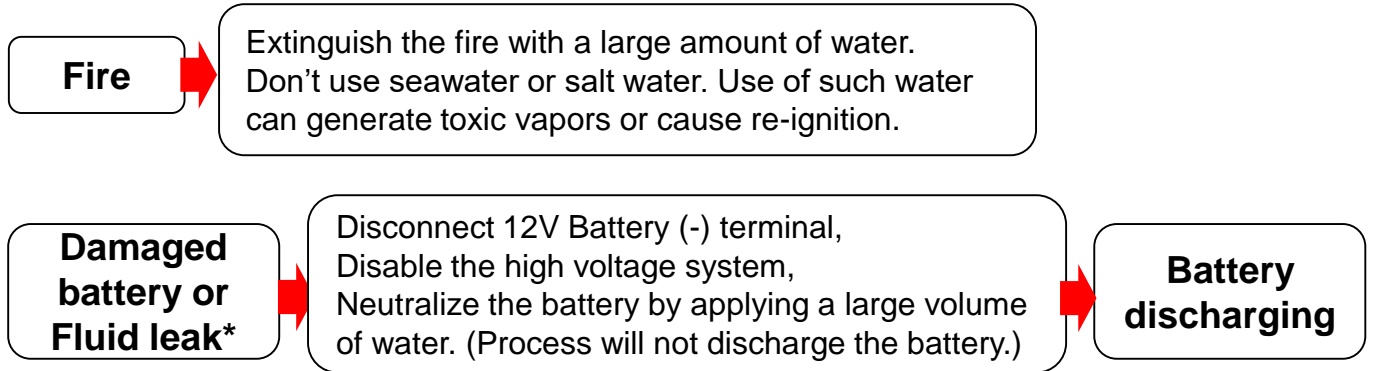 Fire
Extinguish the fire with a large amount of water.
Don’t use seawater or salt water. Use of such water
can generate toxic vapors or cause re-ignition.
Damaged
battery or
Fluid leak*
Disconnect 12V Battery (-) terminal,
Disable the high voltage system,
Neutralize the battery by applying a large volume
of water. (Process will not discharge the battery.)
Battery
discharging